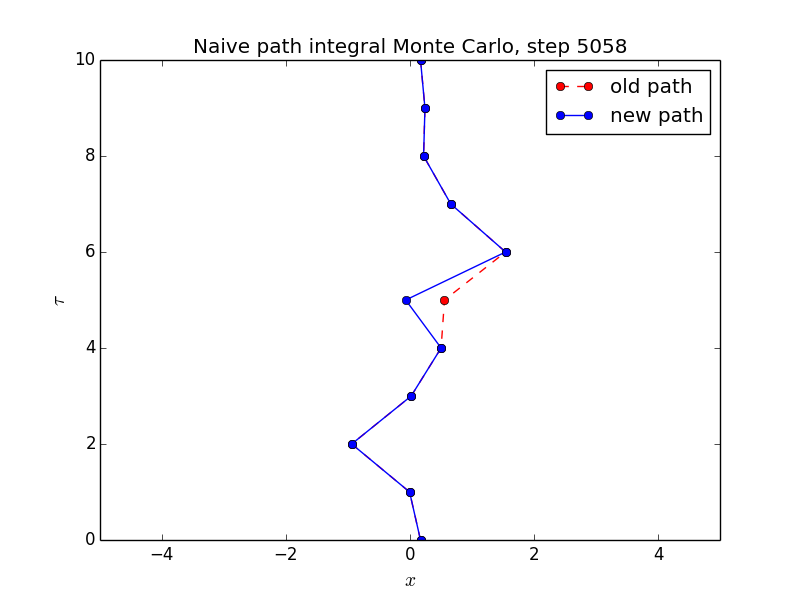 Naive path integral Monte Carlo, step 5058
10
old path
new path
8
6
τ
4
2
0
−4
−2
0
2
4
x